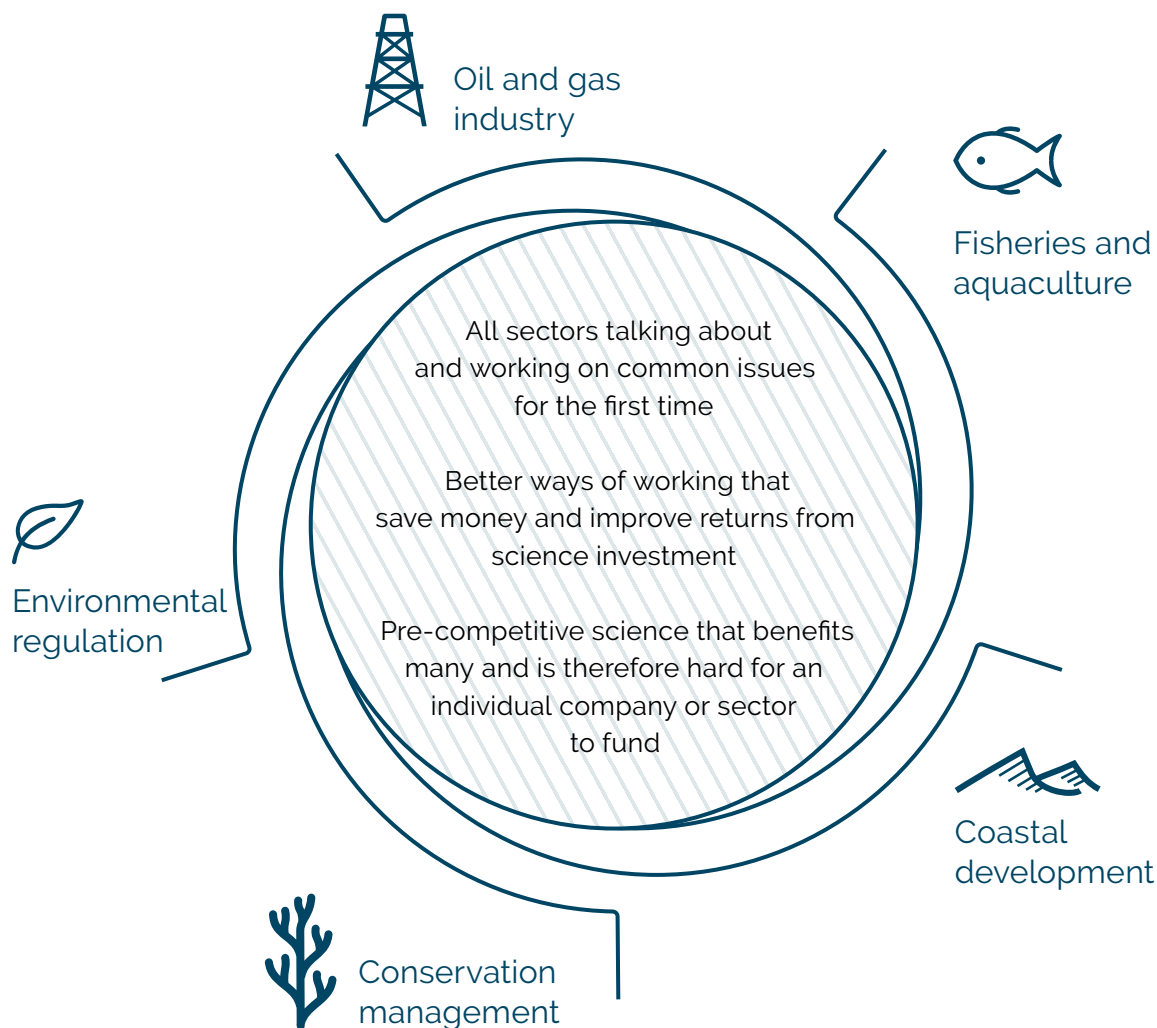 Oil and gas
industry
Fisheries and
aquaculture
All sectors talking about
and working on common issues
for the first time
Better ways of working that
save money and improve returns from
science investment
Environmental
regulation
Pre-competitive science that benefits
many and is therefore hard for an
individual company or sector
to fund
Coastal
development
Conservation
management